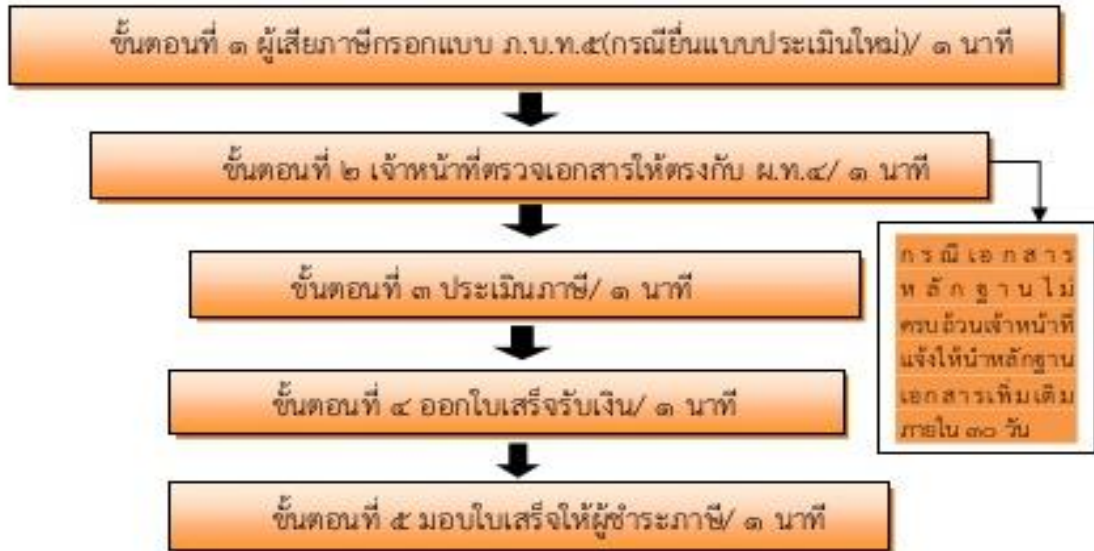 ขั้นตอนที่ ๑ ผู้เสียภาษีกรอกแบบ ภ.บ.ท.๕(กรณียื่นแบบประเมินใหม่)/ ๑ นาที
ขั้นตอนที่ ๒ เจ้าหน้าที่ตรวจเอกสารให้ตรงกับ ผ.ท.๔/ ๑ นาที
กรณีเอกสาร
หลักฐานไม่
ครบถ้วนเจ้าหน้าที่
แจ้งให้นำหลักฐาน
เอกสารเพิ่มเติม
ภายใน ๓๐ วัน
ขั้นตอนที่ ๓ ประเมินภาษี/ ๑ นาที
ขั้นตอนที่ ๔ ออกใบเสร็จรับเงิน/ ๑ นาที
ขั้นตอนที่ ๕ มอบใบเสร็จให้ผู้ชำระภาษี/ ๑ นาที